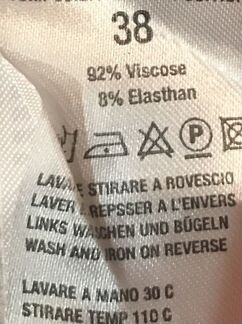 38
92% Viscose
8% Elasthan
P
STIRARE A ROVESCIO
LAVER REPSSER A L'ENVERS
LINKS WASCHEN UND BÜGELN
WASH AND IRON ON REVERSE
LAVARE A MANO 30 C
STIRARE TEMP 110 C